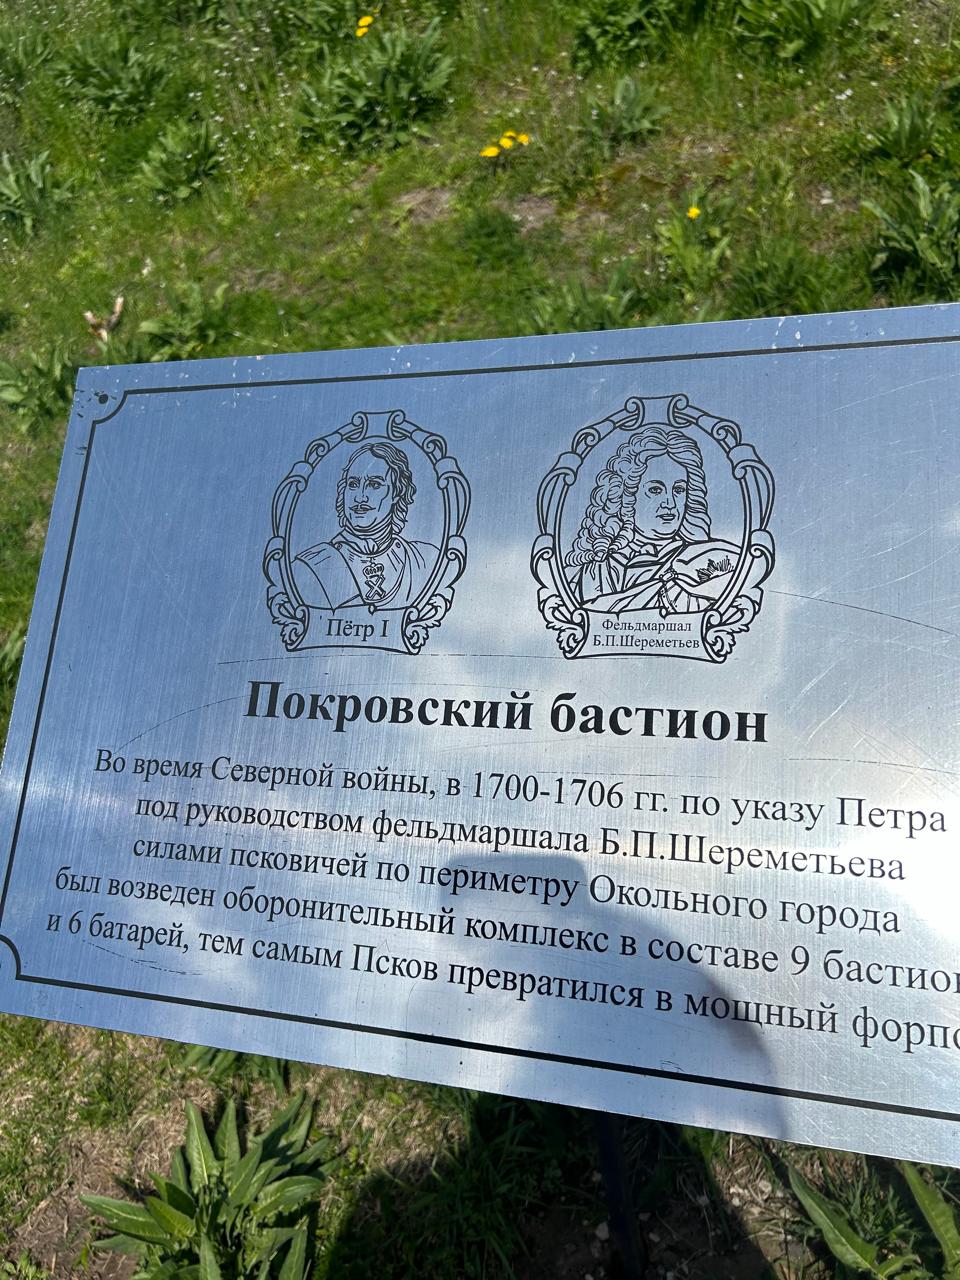 Пётр I
Фельдмаршал
Б.П.Шереметьев
Покровский бастион
Во время Северной войны, в 1700-1706 гг. по указу Петра
под руководством фельдмаршала Б.П.Шереметьева
силами псковичей по периметру Окольного города
был возведен оборонительный комплекс в составе 9
и 6 батарей, тем самым Псков превратился в мощный